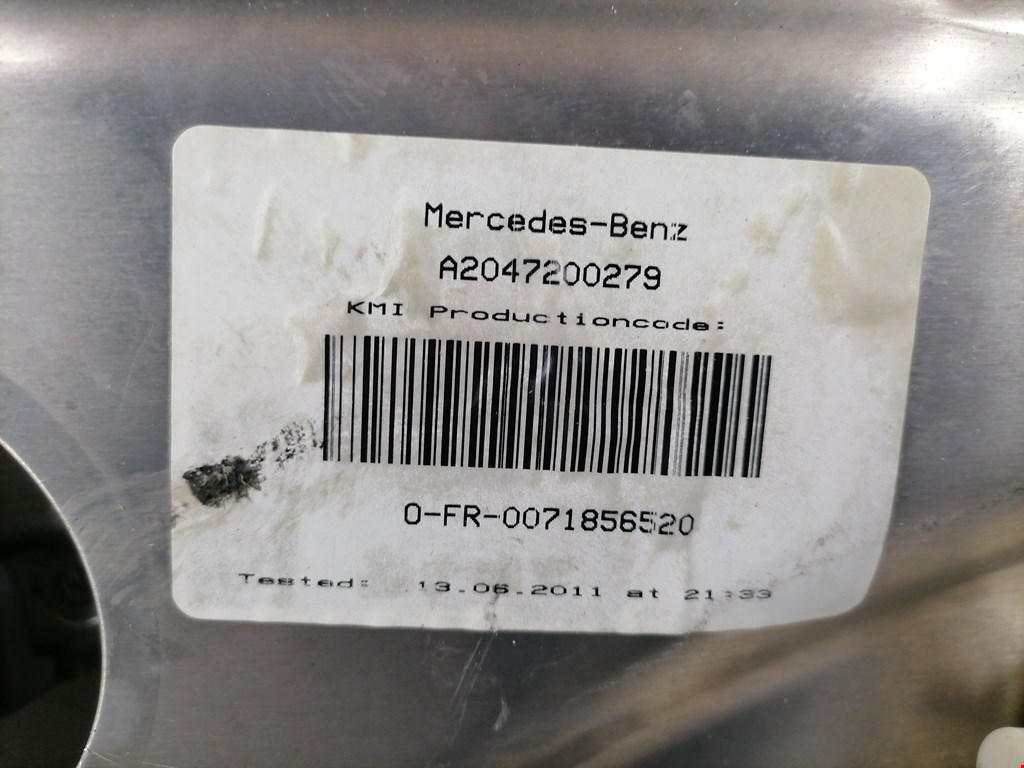 Mercedes-Benz
A2047200279
KMI Productioncode:
0-FR-0071856520
Tested: 13.06.2011 at 21:33